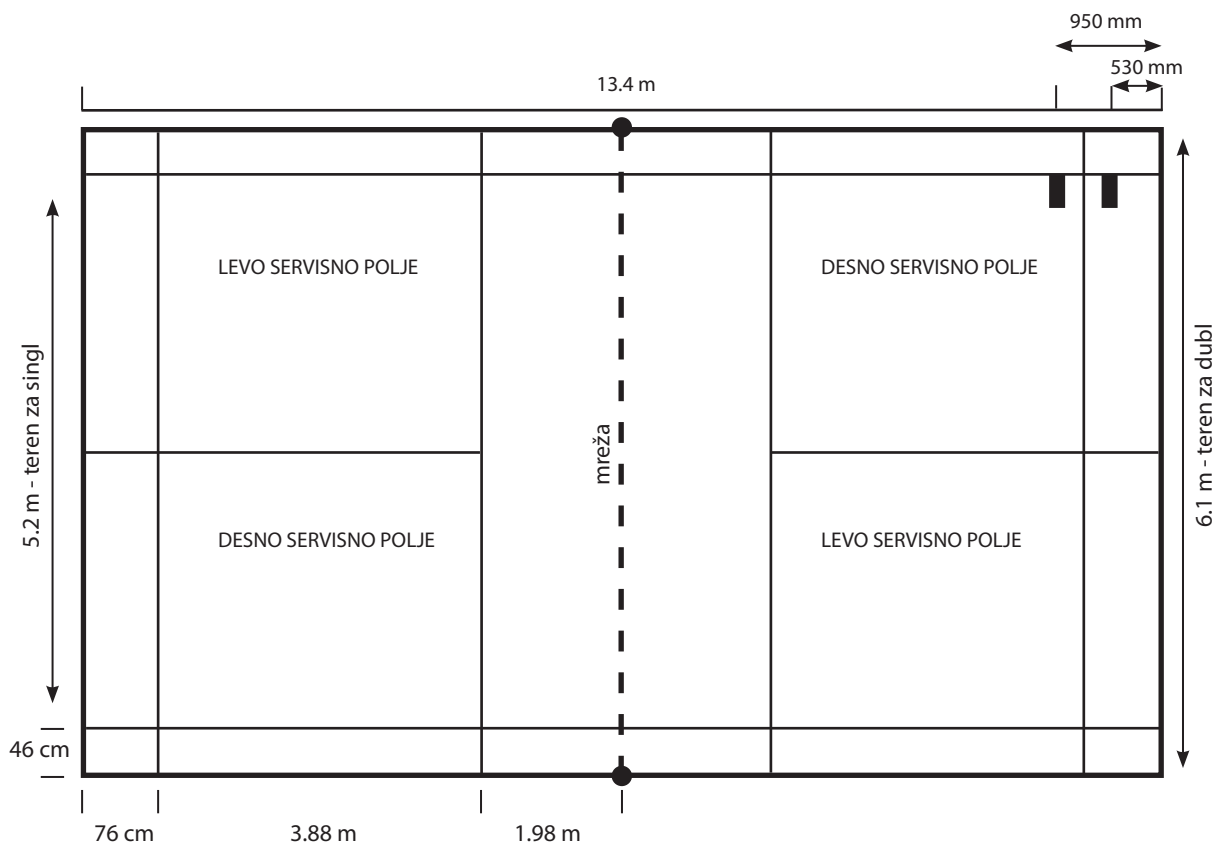 950 mm
530 mm
13.4 m
LEVO SERVISNO POLJE
DESNO SERVISNO POLJE
5.2 m - teren za singl
mreža
6.1 m - teren za dubl
DESNO SERVISNO POLJE
LEVO SERVISNO POLJE
46 cm
76 cm
3.88 m
1.98 m